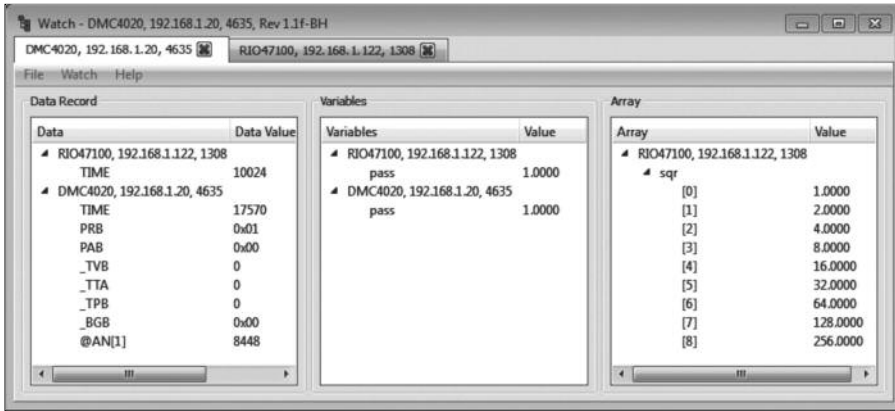 Watch - DMC4020, 192.168.1.20, 4635, Rev 1.1f-BH
DMC4020, 192.168.1.20, 4635 RIO47100, 192.168.1.122, 1308
File Watch Help
Data Record
Data Data Value
RIO47100, 192.168.1.122, 1308
TIME 10024
DMC4020, 192.168.1.20, 4635
TIME 17570
PRB 0x01
PAB 0x00
_TVB 0
_TTA 0
_TPB 0
_BGB 0x00
@AN[1] 8448
Variables
Variables Value
RIO47100, 192.168.1.122, 1308
pass 1.0000
DMC4020, 192.168.1.20, 4635
pass 1.0000
Array
Array Value
RIO47100, 192.168.1.122, 1308
sqr
[0] 1.0000
[1] 2.0000
[2] 4.0000
[3] 8.0000
[4] 16.0000
[5] 32.0000
[6] 64.0000
[7] 128.0000
[8] 256.0000